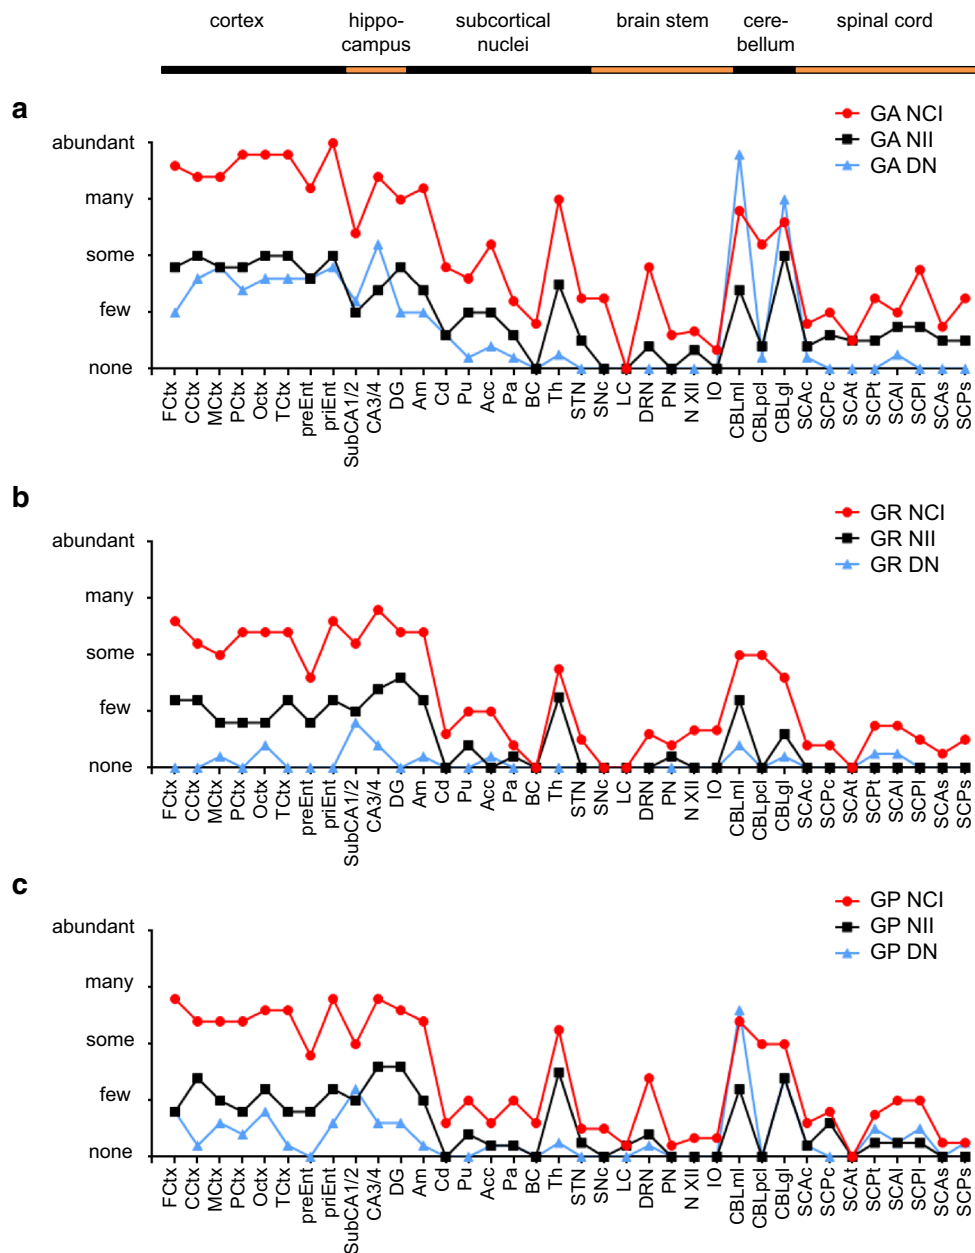 cortex
hippo-
campus
subcortical
nuclei
brain stem
cere-
bellum
spinal cord
a
GA NCI
GA NII
GA DN
abundant
many
some
few
none
FCtx
CCtx
MCtx
PCtx
Octx
TCtx
preEnt
priEnt
SubCA1/2
CA3/4
DG
Am
Cd
Pu
Acc
Pa
BC
Th
STN
SNc
LC
DRN
PN
N XII
IO
CBLml
CBLpcl
CBLgl
SCAc
SCPc
SCAt
SCPt
SCAl
SCPl
SCAs
SCPs
b
GR NCI
GR NII
GR DN
abundant
many
some
few
none
FCtx
CCtx
MCtx
PCtx
Octx
TCtx
preEnt
priEnt
SubCA1/2
CA3/4
DG
Am
Cd
Pu
Acc
Pa
BC
Th
STN
SNc
LC
DRN
PN
N XII
IO
CBLml
CBLpcl
CBLgl
SCAc
SCPc
SCAt
SCPt
SCAl
SCPl
SCAs
SCPs
c
GP NCI
GP NII
GP DN
abundant
many
some
few
none
FCtx
CCtx
MCtx
PCtx
Octx
TCtx
preEnt
priEnt
SubCA1/2
CA3/4
DG
Am
Cd
Pu
Acc
Pa
BC
Th
STN
SNc
LC
DRN
PN
N XII
IO
CBLml
CBLpcl
CBLgl
SCAc
SCPc
SCAt
SCPt
SCAl
SCPl
SCAs
SCPs